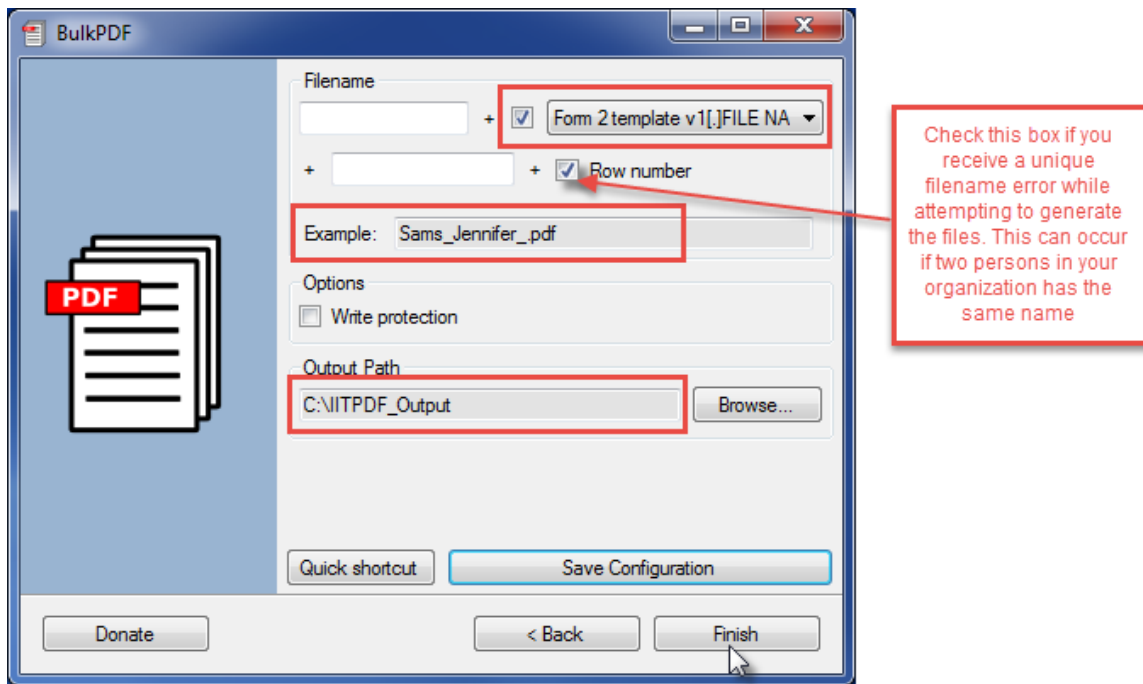 BulkPDF
Filename
+ Form 2 template v1[.]FILE NA
+ + Row number
Example: Sams_Jennifer_.pdf
Options
Write protection
Output Path
C:\IITPDF_Output Browse...
PDF
Quick shortcut Save Configuration
Donate < Back Finish
Check this box if you
receive a unique
filename error while
attempting to generate
the files. This can occur
if two persons in your
organization has the
same name